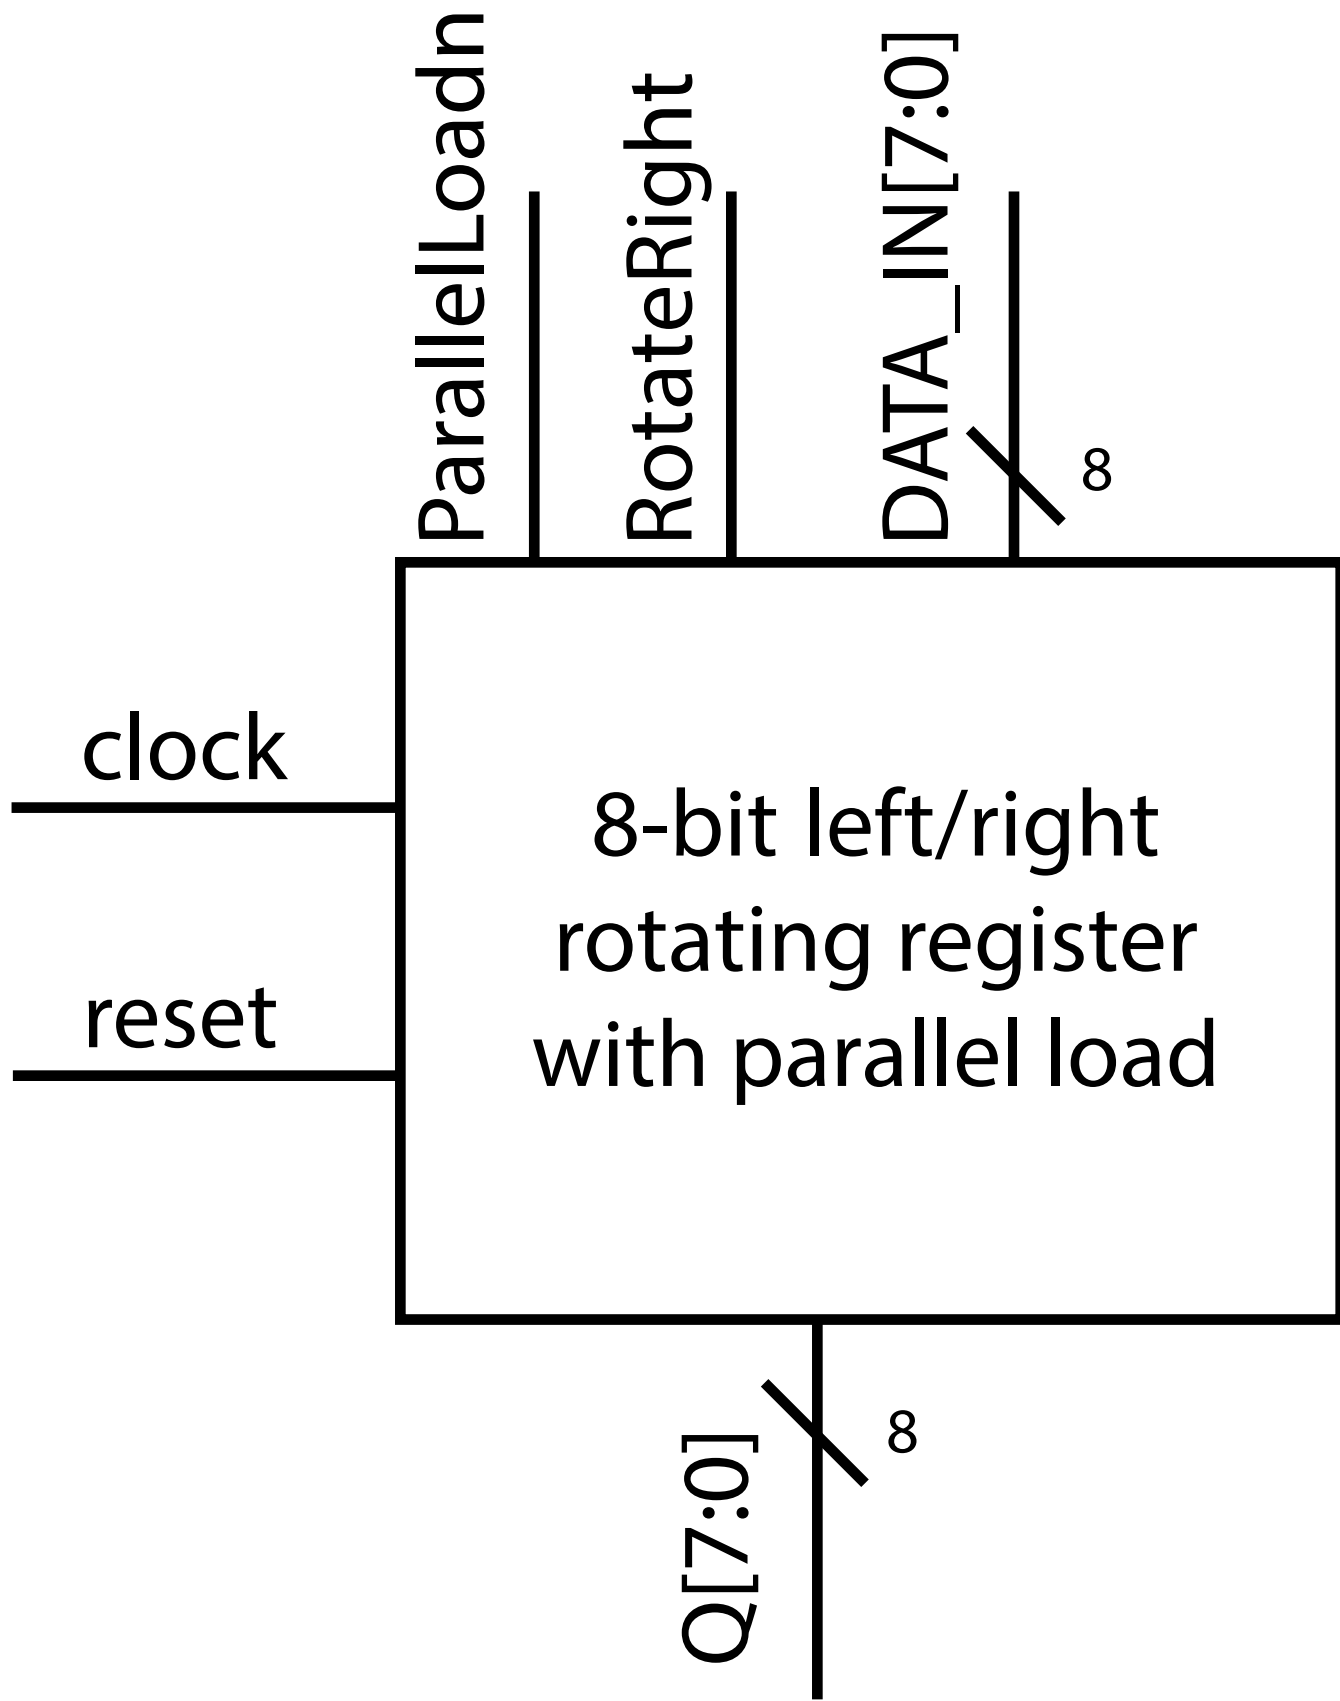 ParallelLoadn
RotateRight
DATA_IN[7:0]
8
clock
reset
8-bit left/right
rotating register
with parallel load
Q[7:0]
8